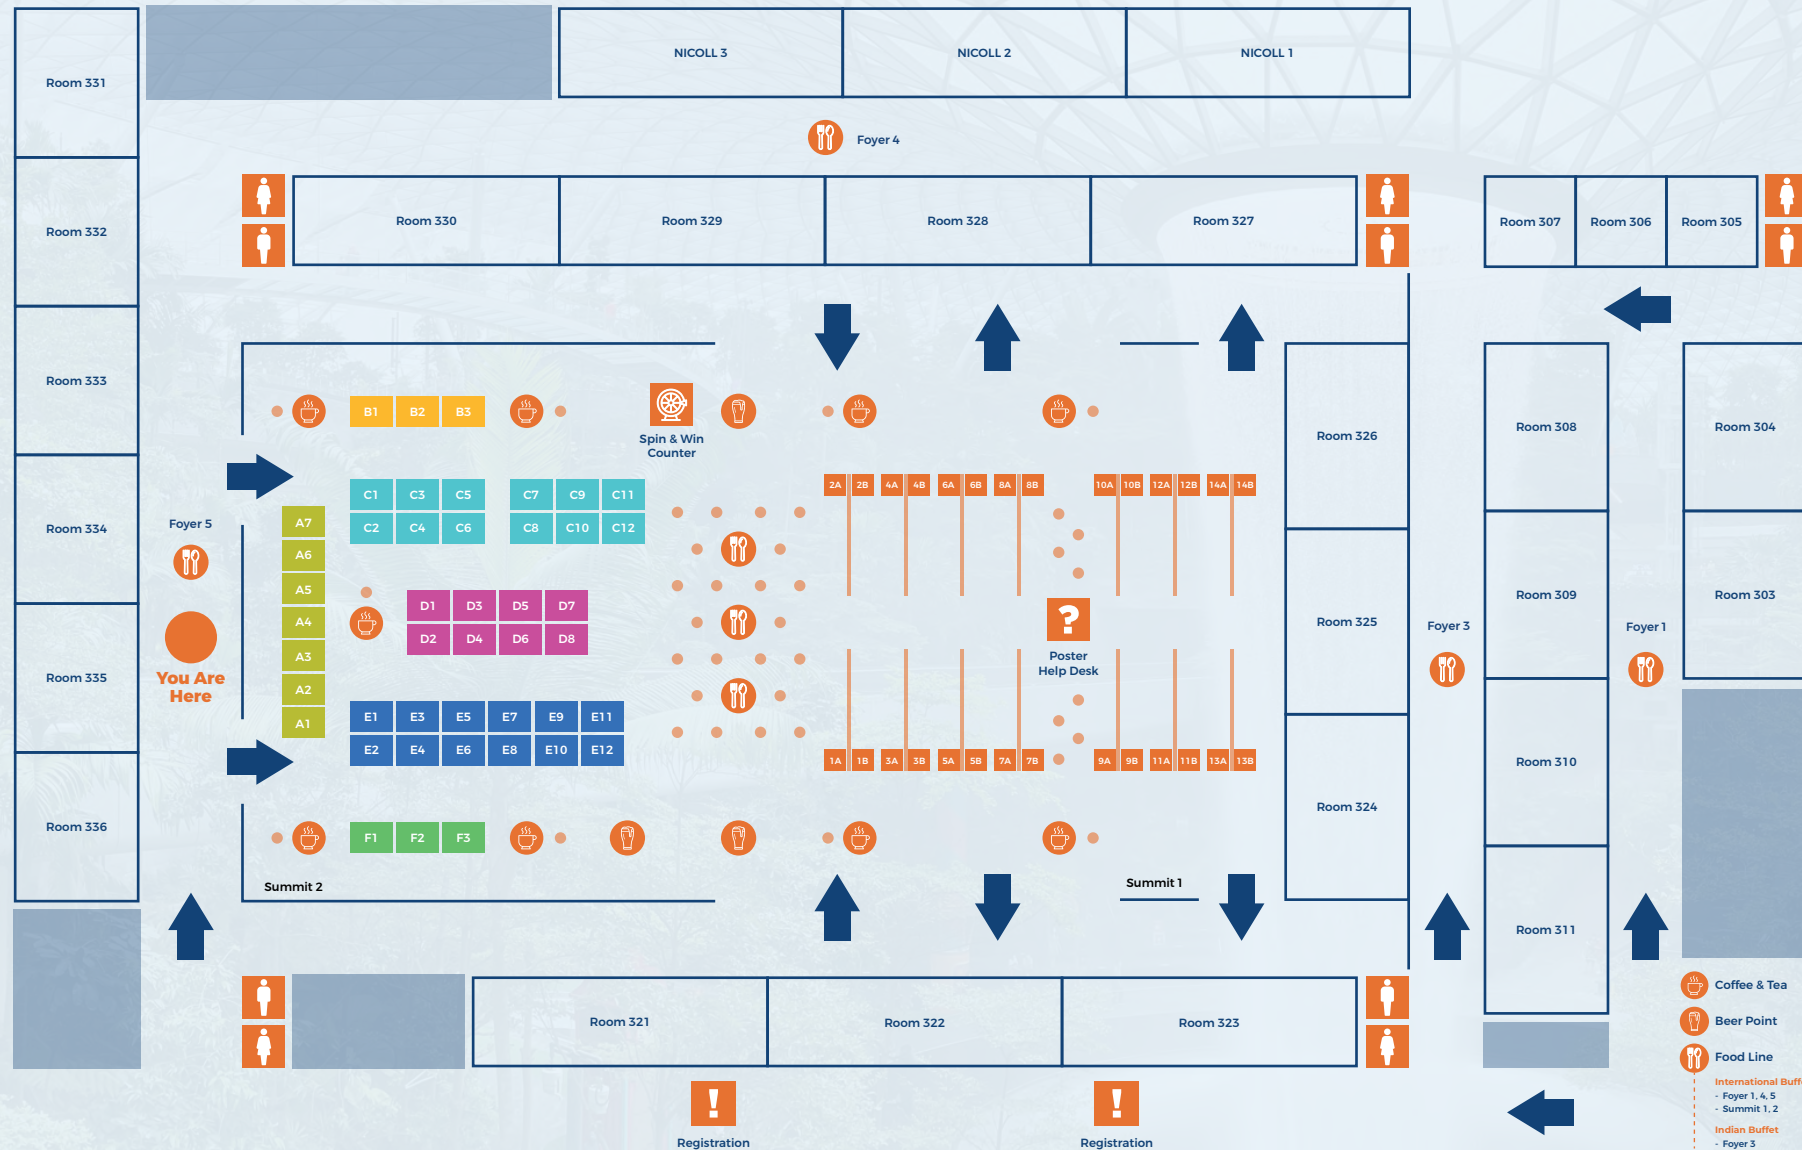 Room 331
NICOLL 3
NICOLL 2
NICOLL 1
Foyer 4
Room 332
Room 330
Room 329
Room 328
Room 327
Room 307
Room 306
Room 305
Room 333
B1
B2
B3
Spin & Win
Counter
Room 326
Room 308
Room 304
Room 334
Foyer 5
C1
C3
C5
C7
C9
C11
C2
C4
C6
C8
C10
C12
2A
2B
4A
4B
6A
6B
8A
8B
10A
10B
12A
12B
14A
14B
A7
A6
A5
A4
A3
A2
A1
D1
D3
D5
D7
D2
D4
D6
D8
Poster
Help Desk
Room 325
Foyer 3
Room 309
Foyer 1
Room 303
Room 335
You Are
Here
E1
E3
E5
E7
E9
E11
E2
E4
E6
E8
E10
E12
1A
1B
3A
3B
5A
5B
7A
7B
9A
9B
11A
11B
13A
13B
Room 310
Room 336
F1
F2
F3
Room 324
Summit 2
Summit 1
Room 311
Room 321
Room 322
Room 323
Registration
Registration
Coffee & Tea
Beer Point
Food Line
International Buffe
- Foyer 1, 4, 5
- Summit 1, 2
Indian Buffet
- Foyer 3